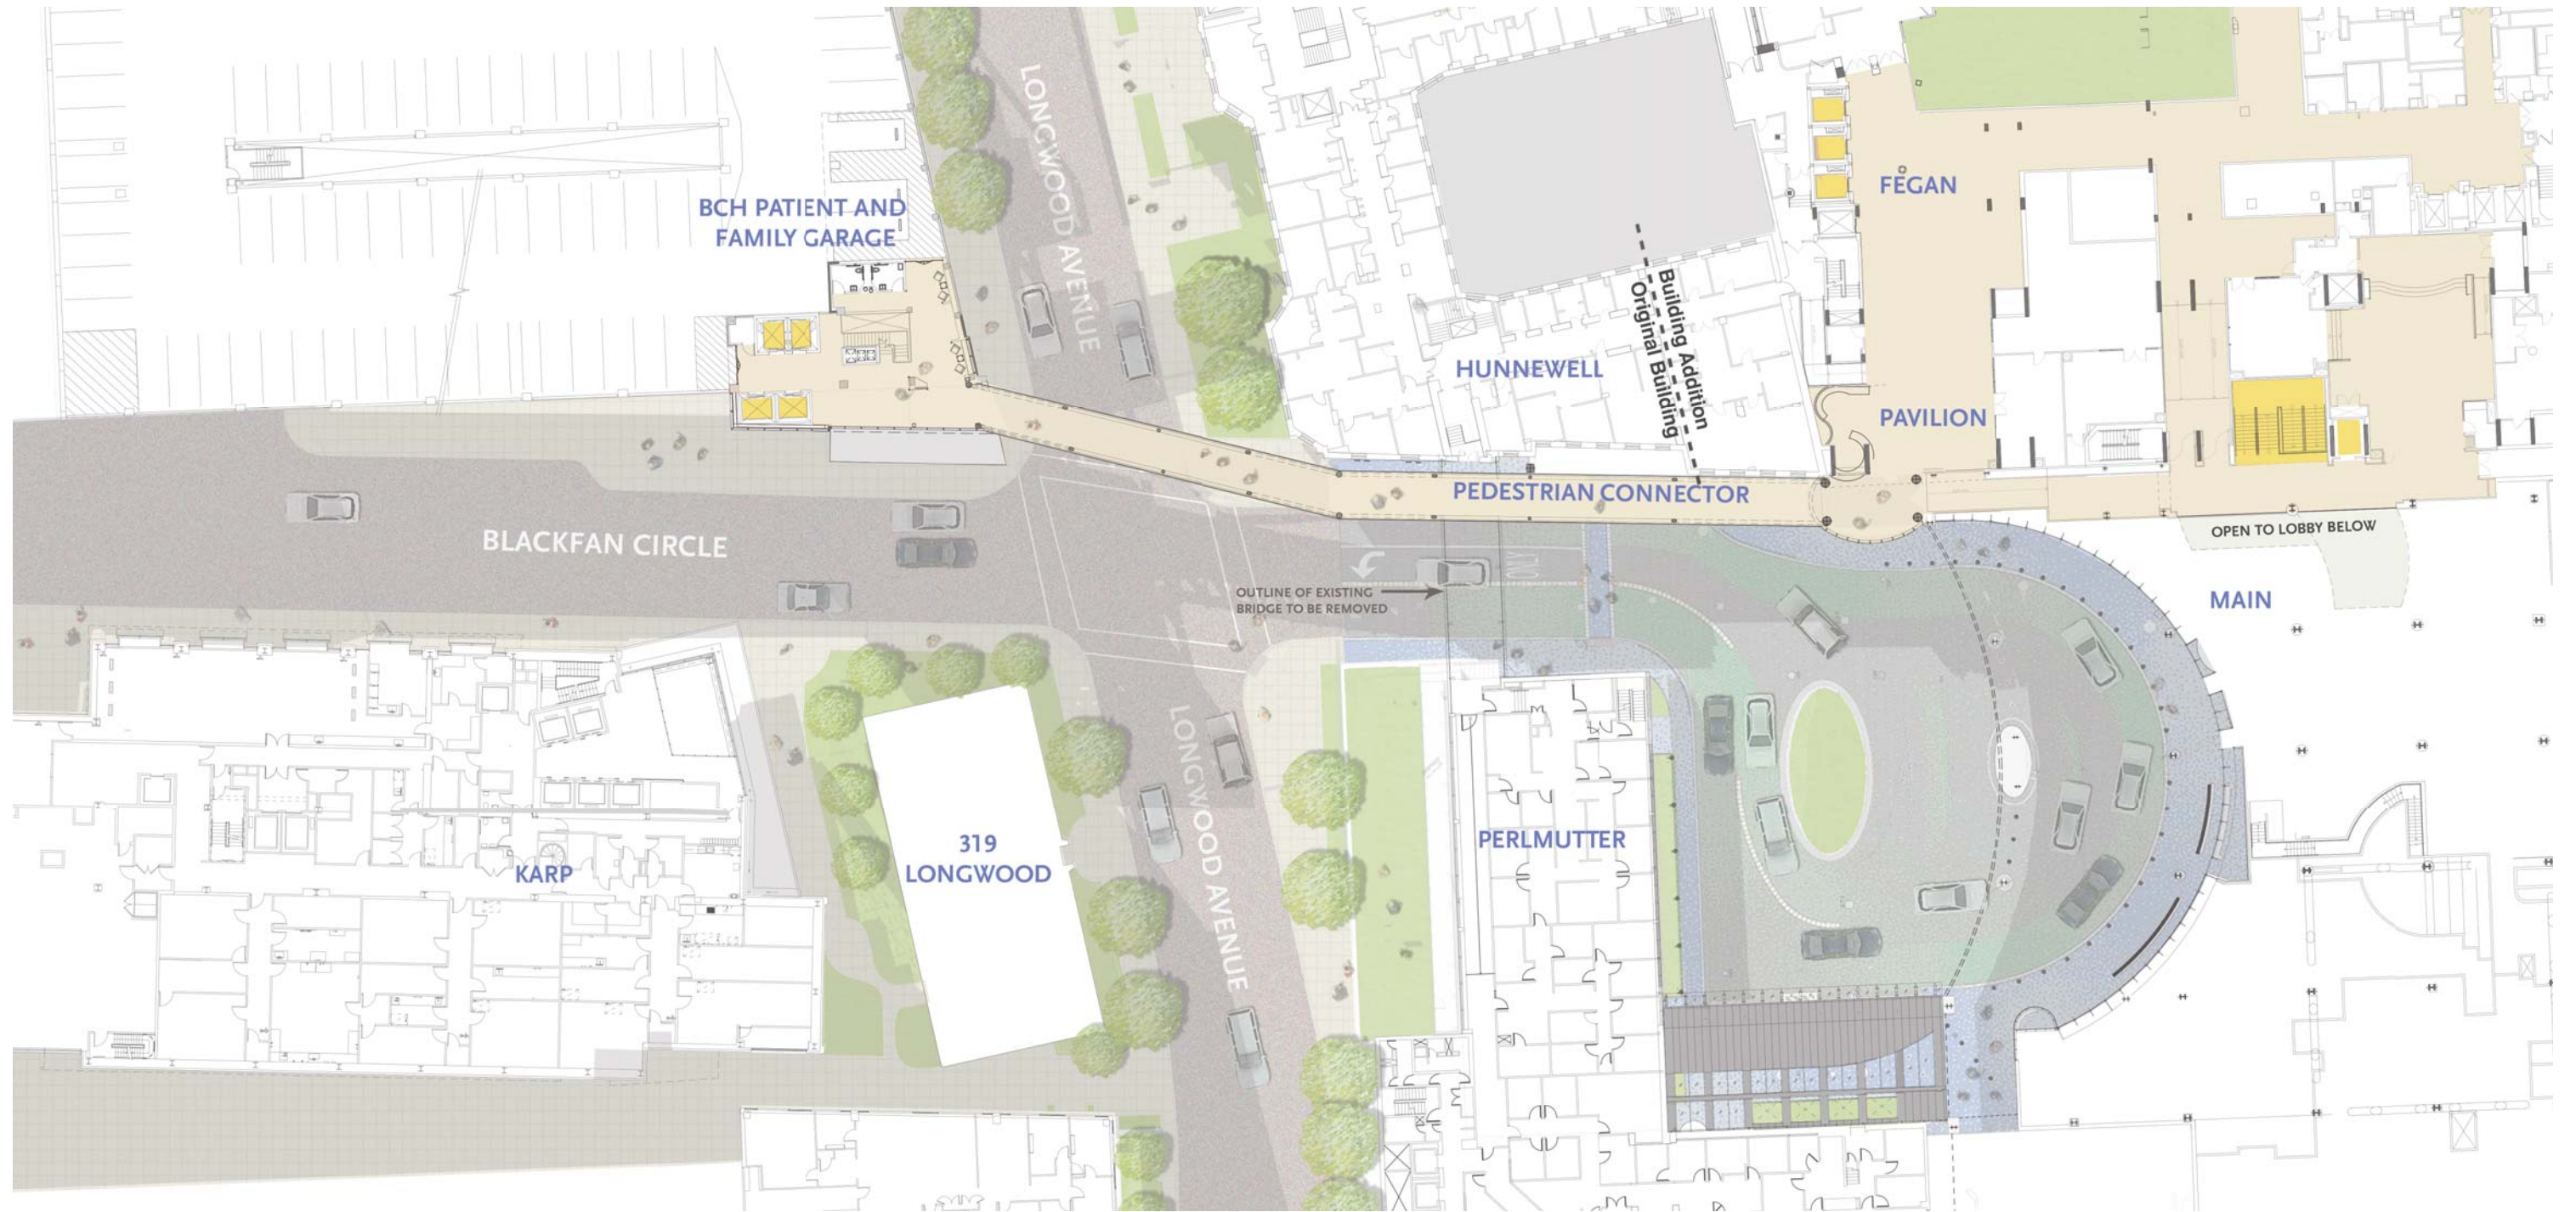 LONGWOOD AVENUE
BCH PATIENT AND
FAMILY GARAGE
FEGAN
Building Addition
Original Building
HUNNEWELL
PAVILION
PEDESTRIAN CONNECTOR
OPEN TO LOBBY BELOW
BLACKFAN CIRCLE
ONLY
OUTLINE OF EXISTING
BRIDGE TO BE REMOVED
MAIN
LONGWOOD AVENUE
319
LONGWOOD
PERLMUTTER
KARP